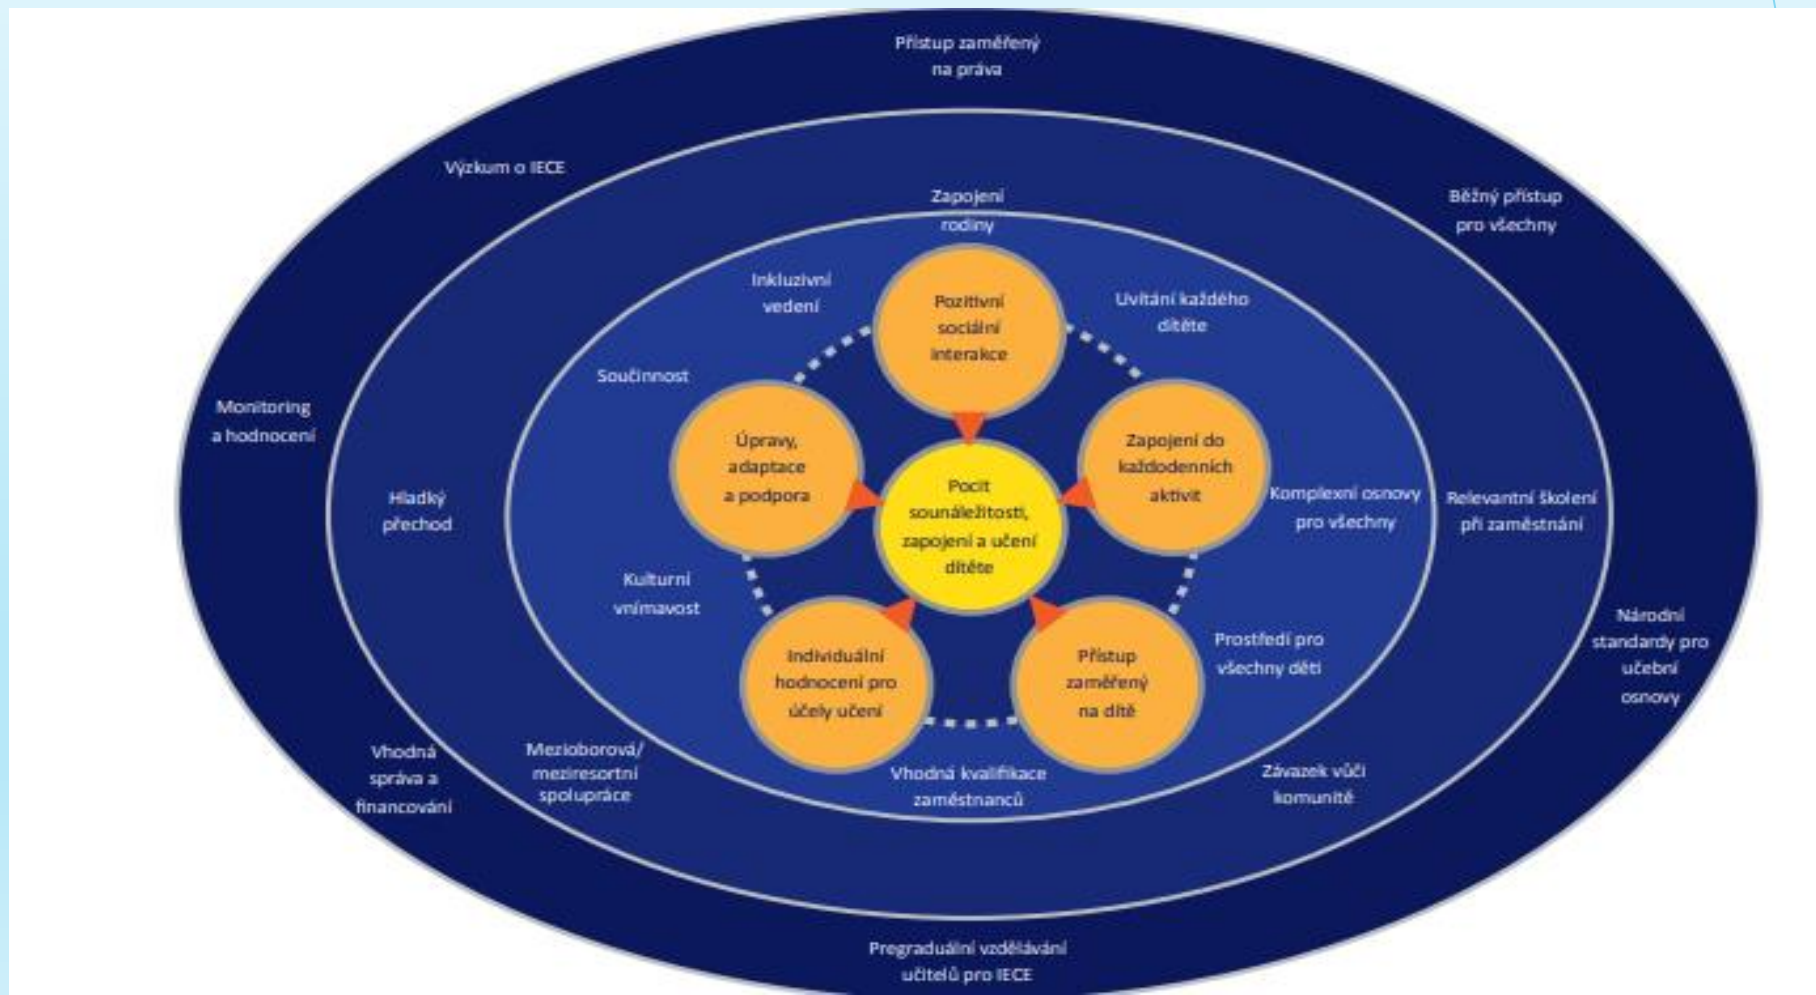 Přístup zaměřený
na práva
Výzkum o IECE
Běžný přístup
pro všechny
Zapojení
rodiny
Inkluzivní
vedení
Uvítání každého
dítěte
Pozitivní
sociální
interakce
Součinnost
Monitoring
a hodnocení
Úpravy,
adaptace
a podpora
Zapojení do
každodenních
aktivit
Pocit
sounáležitosti,
zapojení a učení
dítěte
Hladký
přechod
Komplexní osnovy
pro všechny
Relevantní školení
při zaměstnání
Kulturní
vnímavost
Národní
standardy pro
učební
osnovy
Prostředí pro
všechny děti
Individuální
hodnocení pro
účely učení
Přístup
zaměřený
na dítě
Vhodná
správa a
financování
Mezioborová/
meziresortní
spolupráce
Vhodná kvalifikace
zaměstnanců
Závazek vůči
komunitě
Pregraduální vzdělávání
učitelů pro IECE